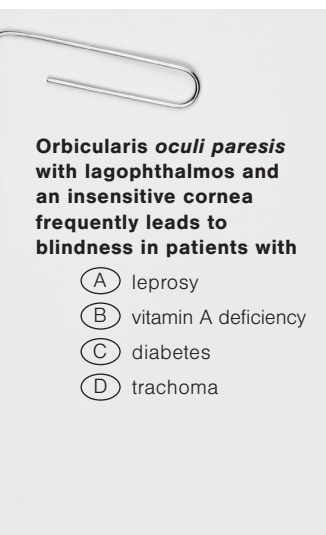 Orbicularis oculi paresis
with lagophthalmos and
an insensitive cornea
frequently leads to
blindness in patients with
A leprosy
B vitamin A deficiency
C diabetes
D trachoma